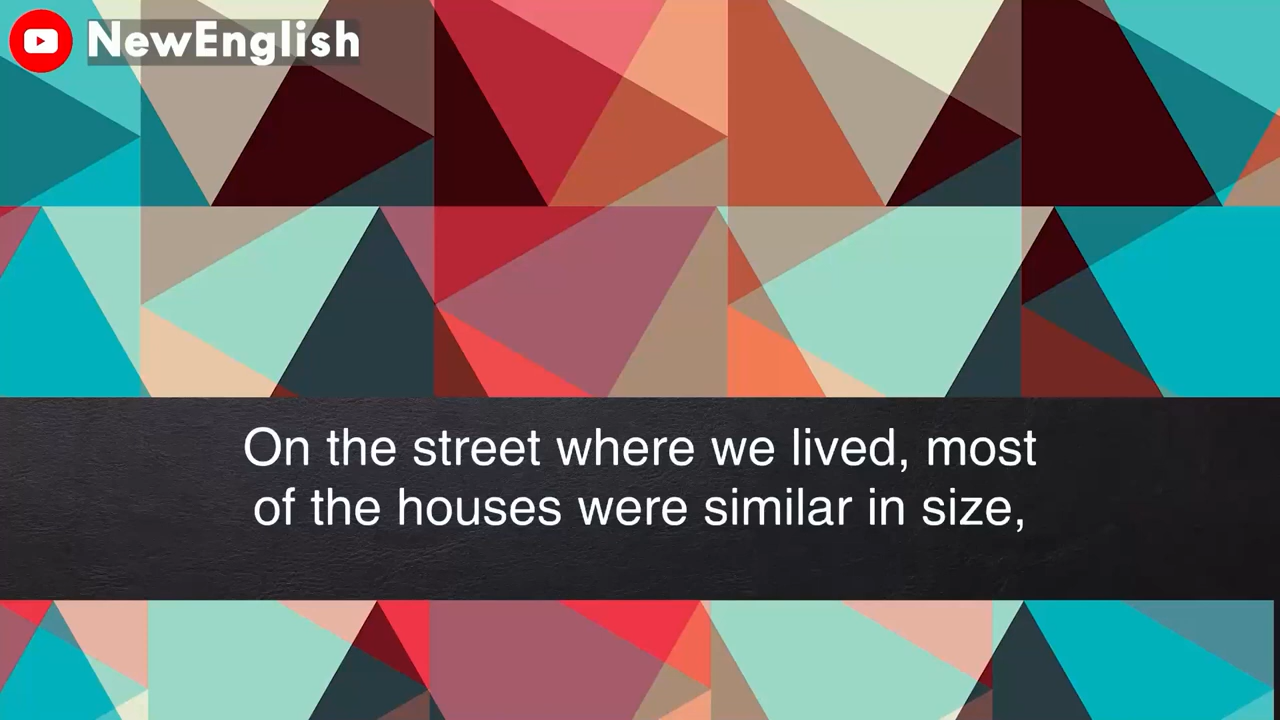 NewEnglish
On the street where we lived, most
of the houses were similar in size,